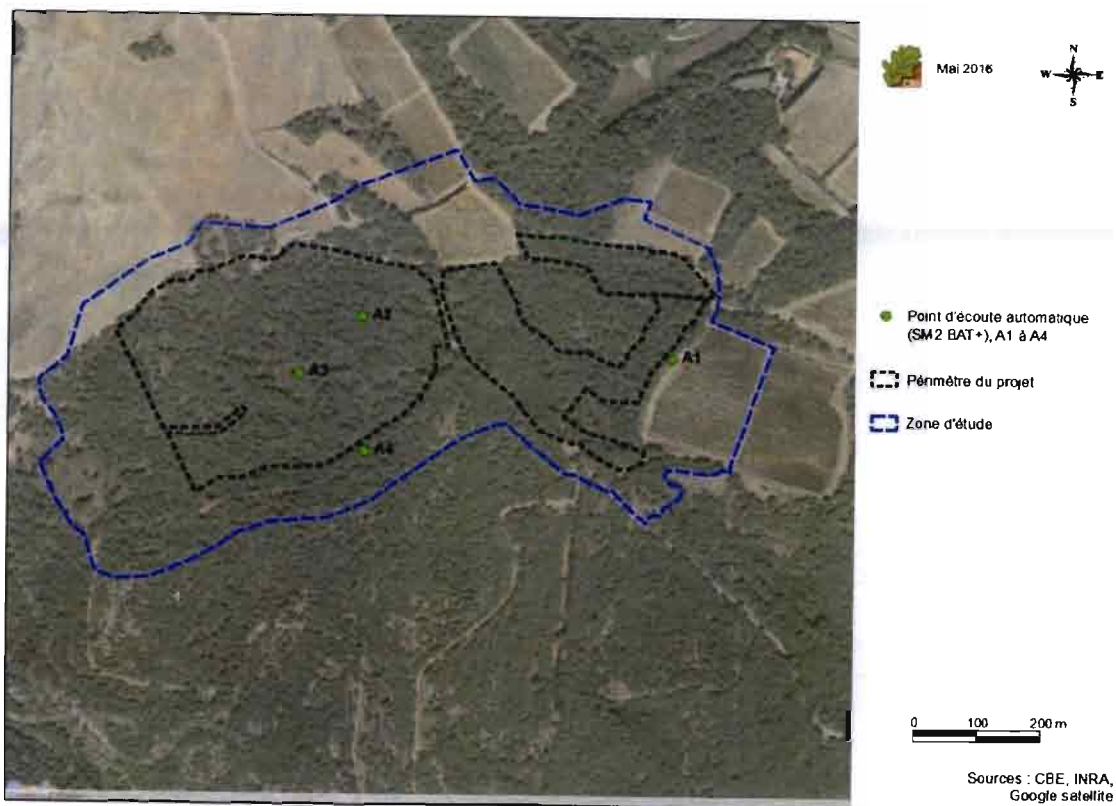 Mai 2016
N
W E
S
A2
A3
A1
A4
Point d'écoute automatique
(SM2 BAT+), A1 à A4
Périmètre du projet
Zone d'étude
0 100 200 m
Sources : CBE, INRA,
Google satellite